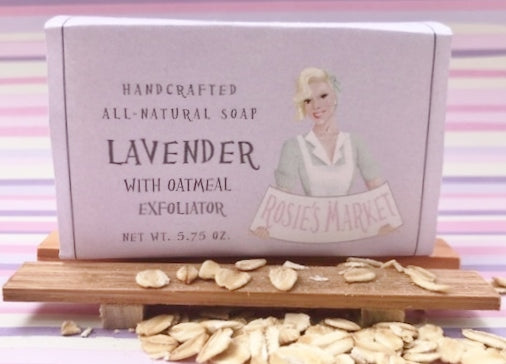 HANDCRAFTED
ALL-NATURAL SOAP
LAVENDER
WITH OATMEAL
EXFOLIATOR
NET WT. 5.75 OZ.
ROSIE'S MARKET